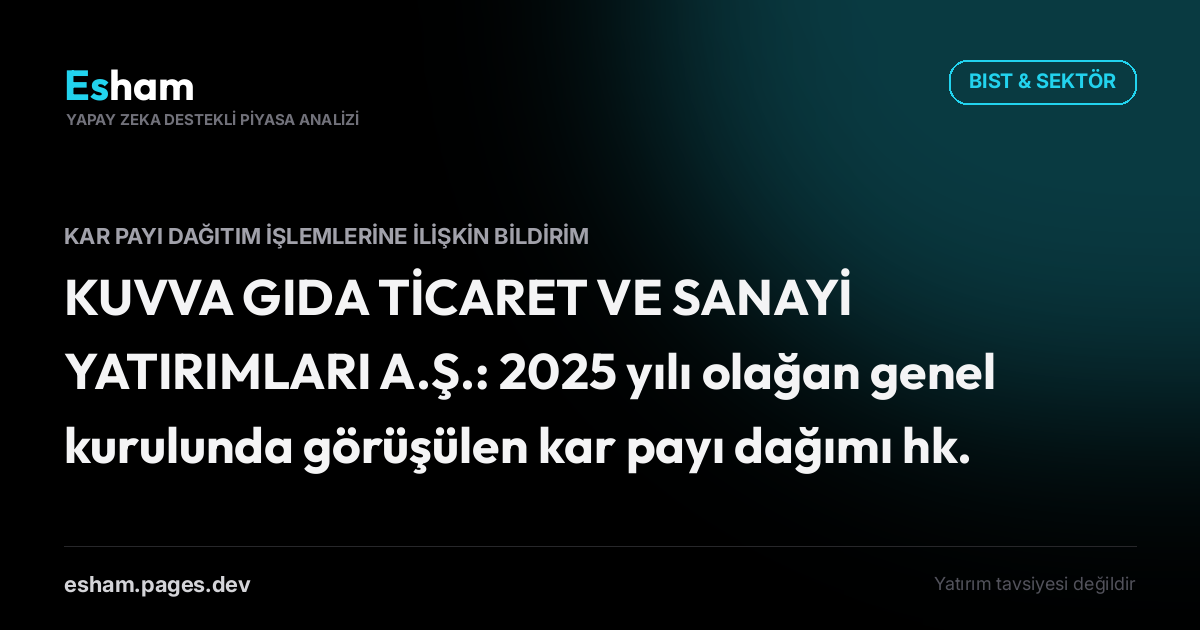 Esham
BIST & SEKTÖR
YAPAY ZEKA DESTEKLİ PİYASA ANALİZİ
KAR PAYI DAĞITIM İŞLEMLERİNE İLİŞKİN BİLDİRİM
KUVVA GIDA TİCARET VE SANAYİ
YATIRIMLARI A.Ş.: 2025 yılı olağan genel
kurulunda görüşülen kar payı dağımı hk.
esham.pages.dev
Yatırım tavsiyesi değildir